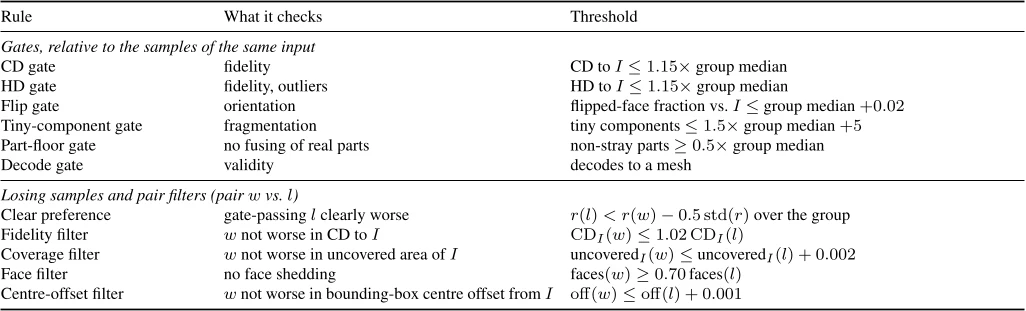 Rule What it checks Threshold
Gates, relative to the samples of the same input
CD gate fidelity CD to I ≤ 1.15× group median
HD gate fidelity, outliers HD to I ≤ 1.15× group median
Flip gate orientation flipped-face fraction vs. I ≤ group median +0.02
Tiny-component gate fragmentation tiny components ≤ 1.5× group median +5
Part-floor gate no fusing of real parts non-stray parts ≥ 0.5× group median
Decode gate validity decodes to a mesh
Losing samples and pair filters (pair w vs. l)
Clear preference gate-passing l clearly worse r(l) < r(w) − 0.5 std(r) over the group
Fidelity filter w not worse in CD to I CD_I(w) ≤ 1.02 CD_I(l)
Coverage filter w not worse in uncovered area of I uncovered_I(w) ≤ uncovered_I(l) + 0.002
Face filter no face shedding faces(w) ≥ 0.70 faces(l)
Centre-offset filter w not worse in bounding-box centre offset from I off(w) ≤ off(l) + 0.001